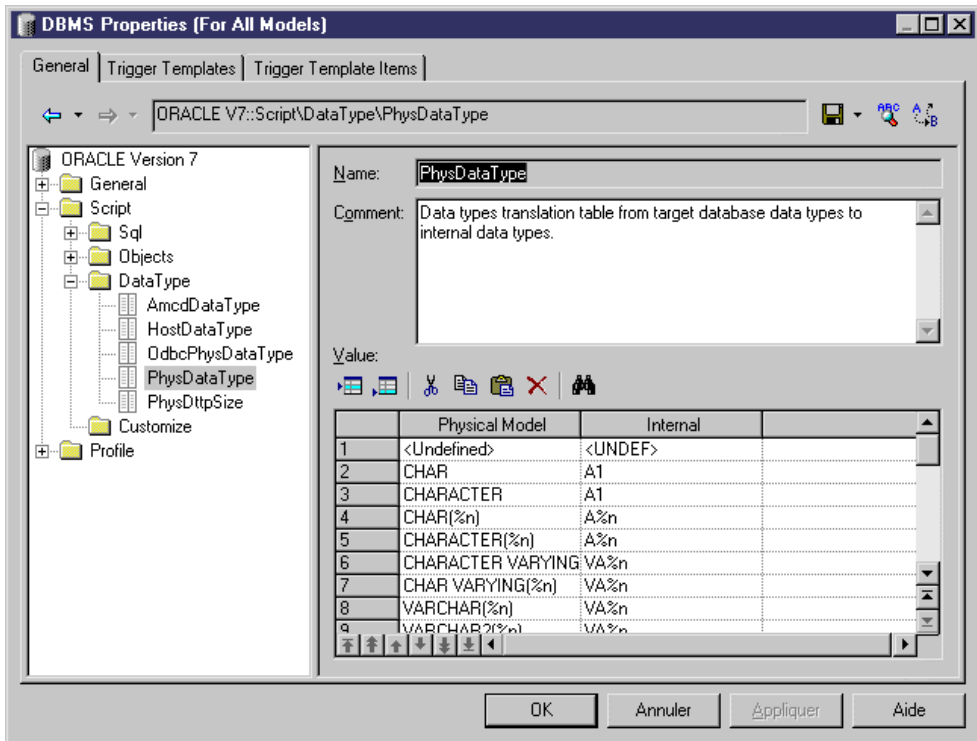 DBMS Properties (For All Models)
General Trigger Templates Trigger Template Items
ORACLE V7::Script\DataType\PhysDataType
ORACLE Version 7
General
Script
Sql
Objects
DataType
AmcdDataType
HostDataType
OdbcPhysDataType
PhysDataType
PhysDttpSize
Customize
Profile
Name: PhysDataType
Comment: Data types translation table from target database data types to
internal data types.
Value:
Physical Model Internal
1 <Undefined> <UNDEF>
2 CHAR A1
3 CHARACTER A1
4 CHAR(%n) A%n
5 CHARACTER(%n) A%n
6 CHARACTER VARYING VA%n
7 CHAR VARYING(%n) VA%n
8 VARCHAR(%n) VA%n
9 VARCHAR2(%n) VA%n
OK Annuler Appliquer Aide